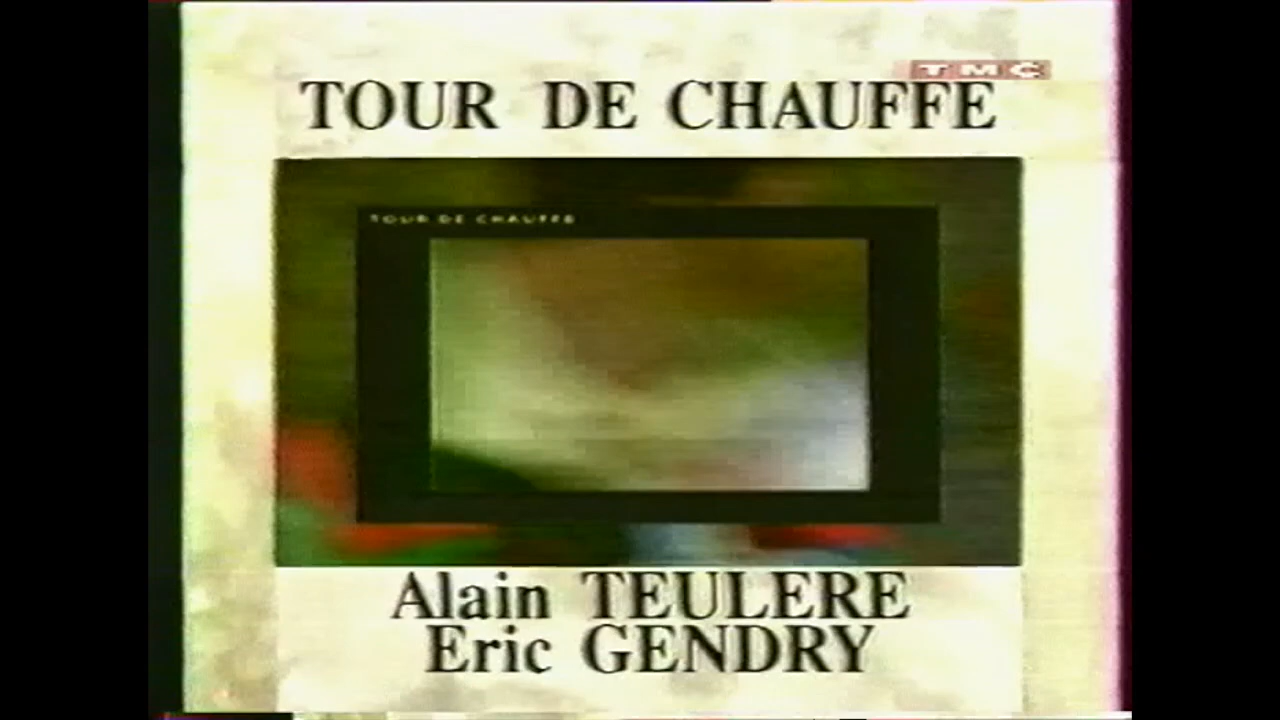 TMC
TOUR DE CHAUFFE
TOUR DE CHAUFFE
Alain TEULERE
Eric GENDRY